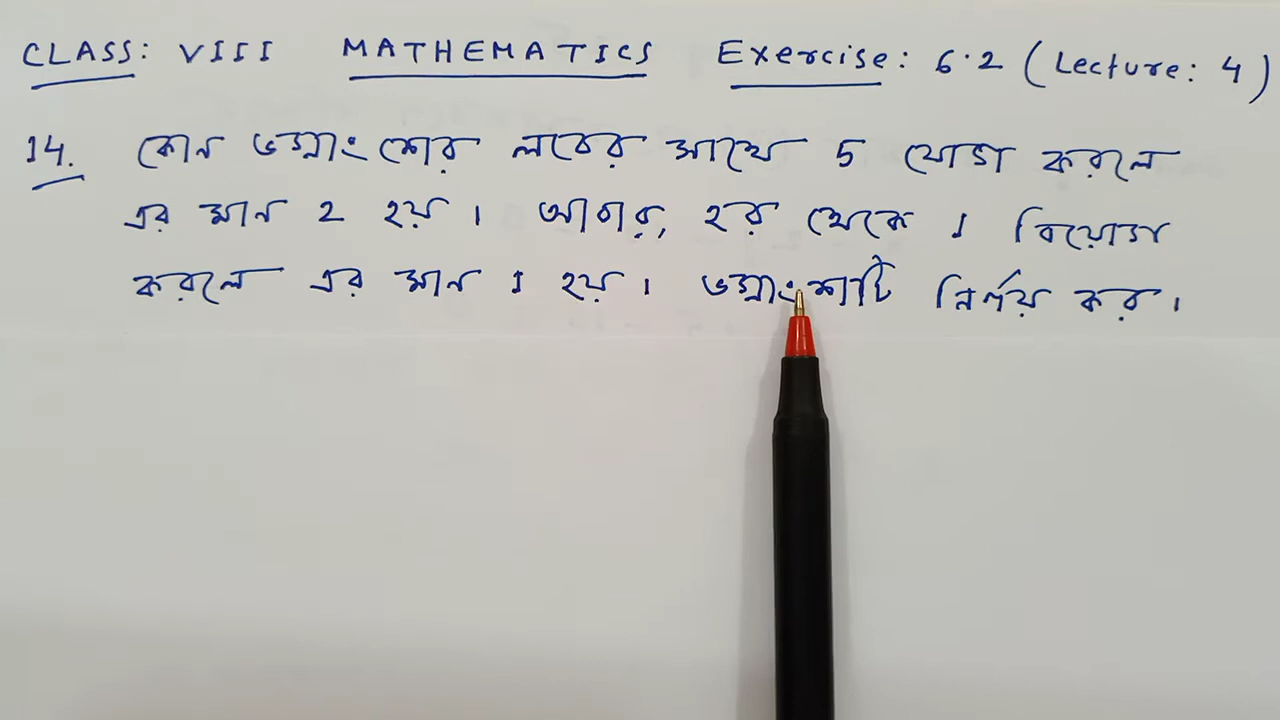 CLASS: VIII MATHEMATICS Exercise: 6.2 (Lecture: 4)
14. কোন ভগ্নাংশের লবের সাথে 5 যোগ করলে
এর মান 2 হয়। আবার, হর থেকে 1 বিয়োগ
করলে এর মান 1 হয়। ভগ্নাংশটি নির্ণয় কর।